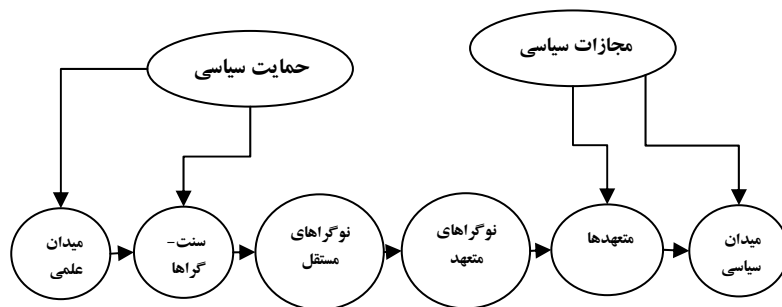 مجازات سیاسی
حمایت سیاسی
میدان
سیاسی
متعهدها
نوگراهای
متعهد
نوگراهای
مستقل
سنت-
گراها
میدان
علمی